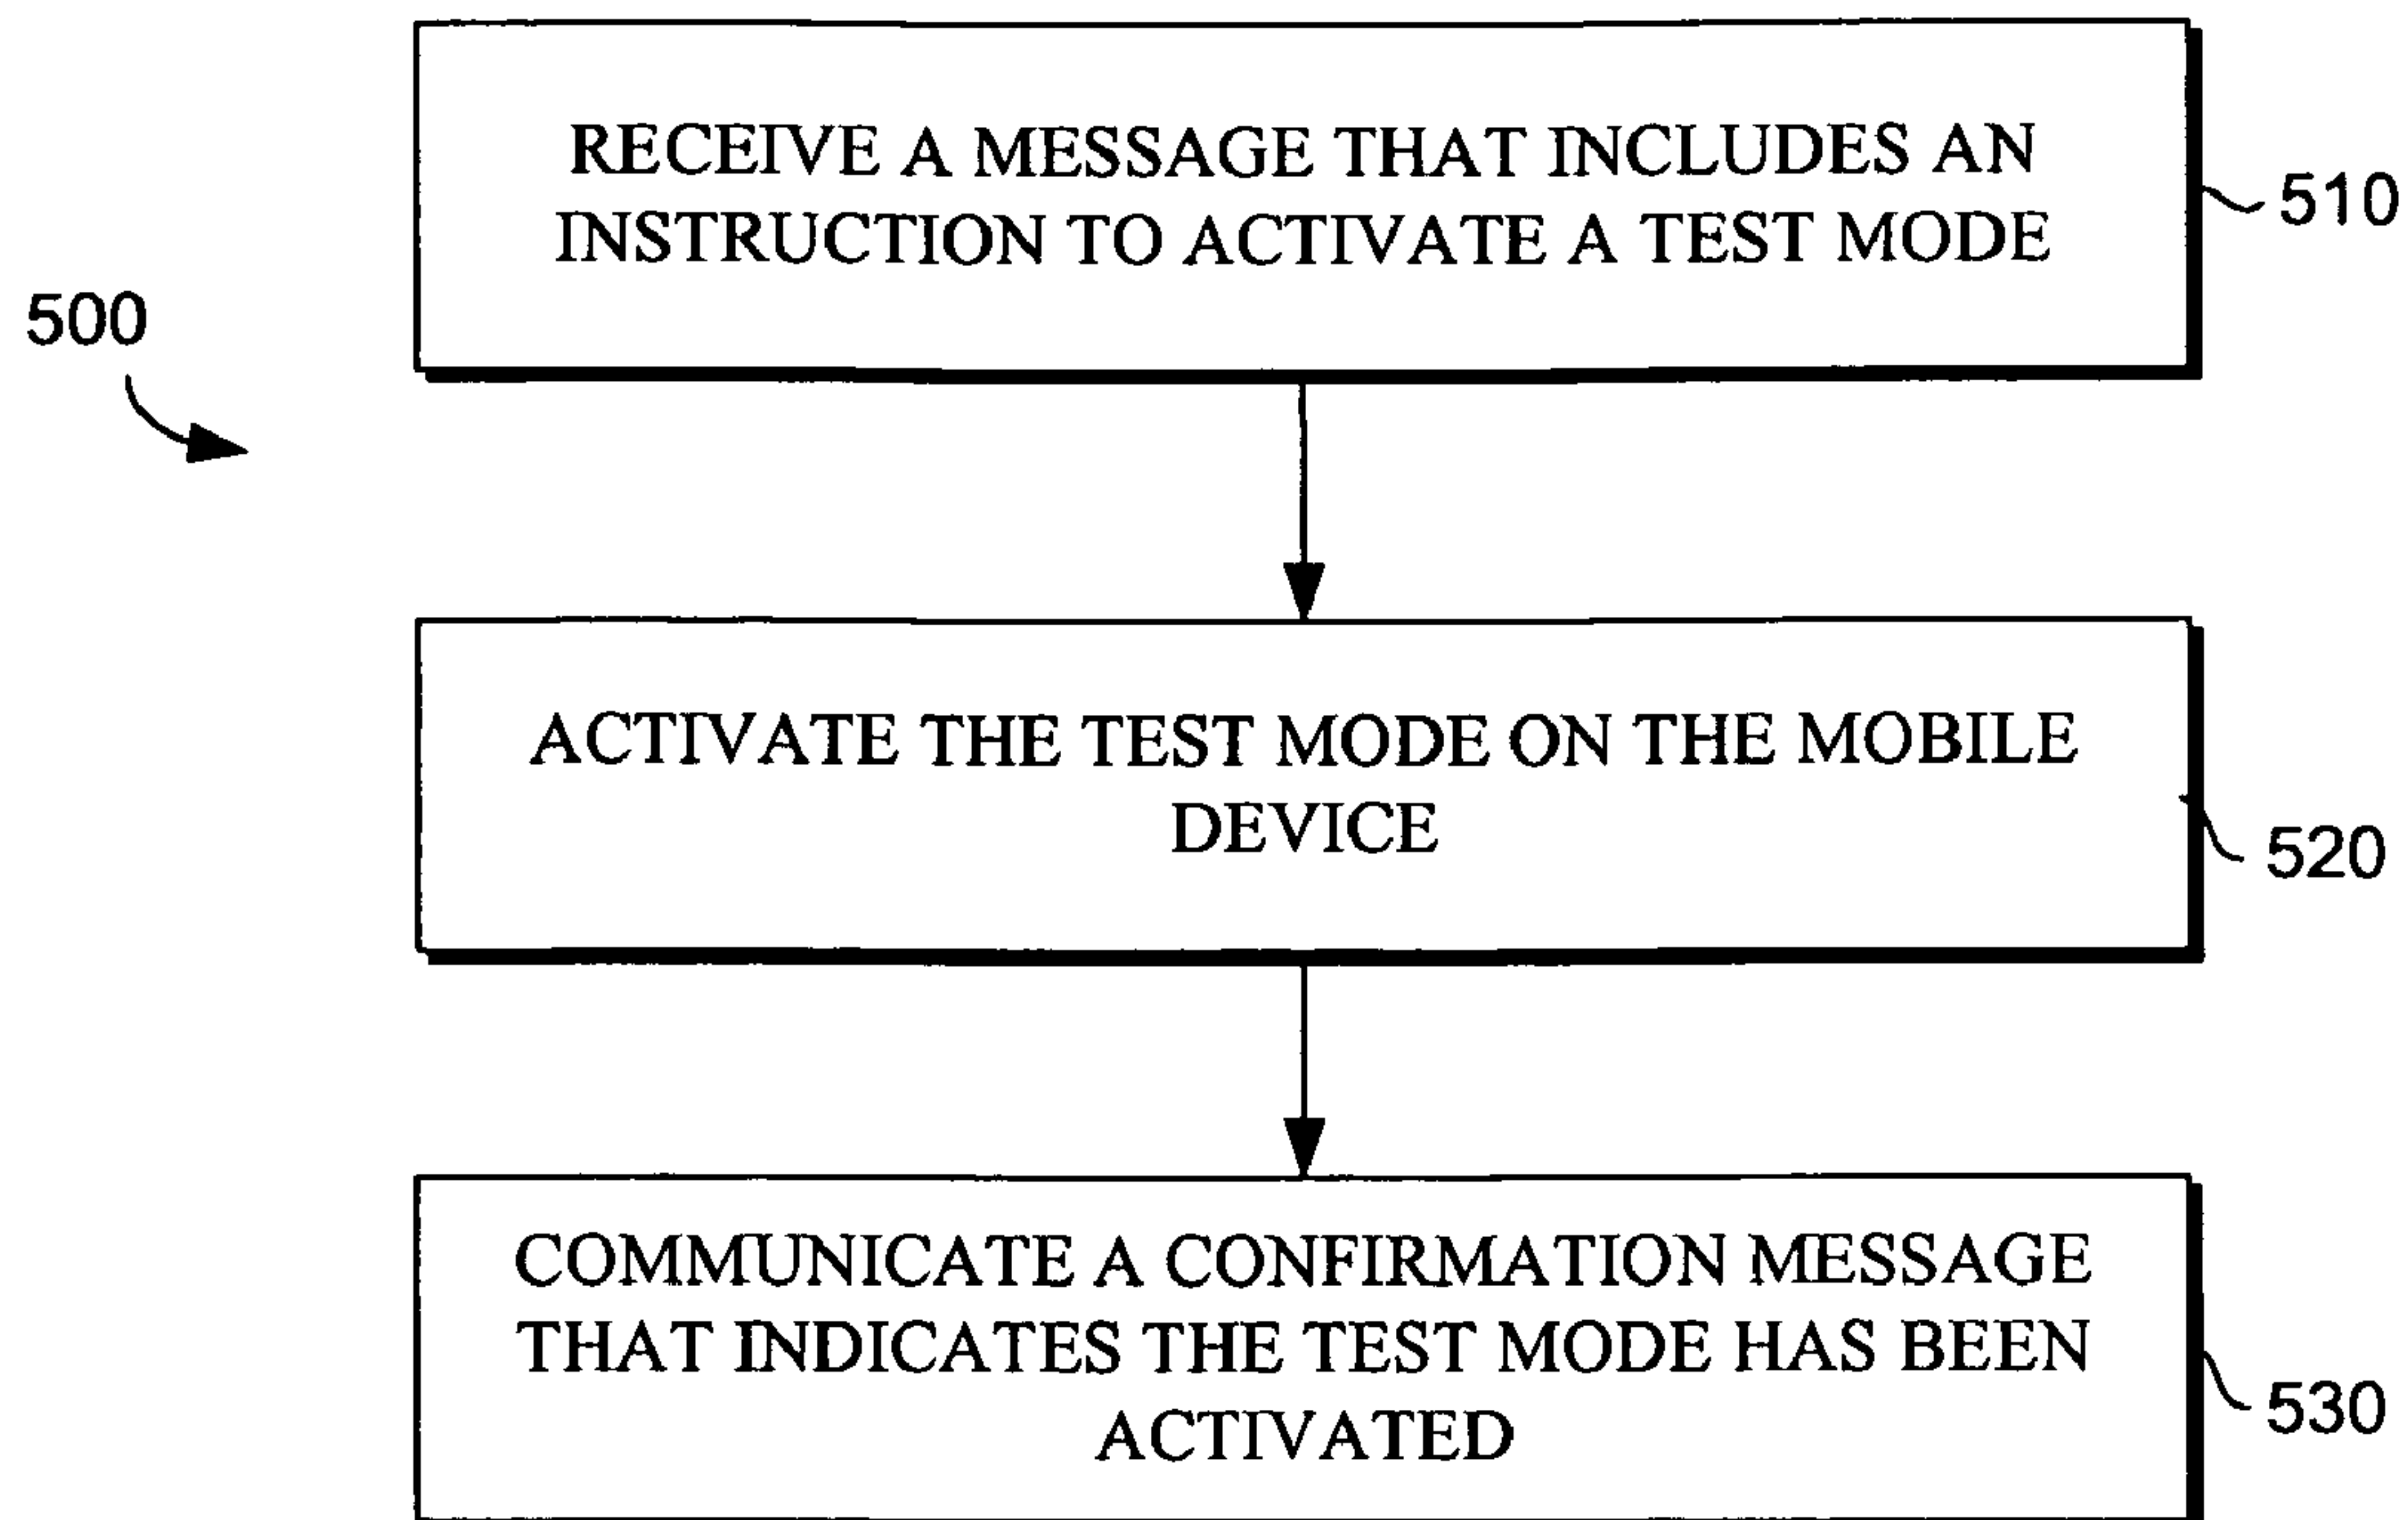 RECEIVE A MESSAGE THAT INCLUDES AN
INSTRUCTION TO ACTIVATE A TEST MODE
510
500
ACTIVATE THE TEST MODE ON THE MOBILE
DEVICE
520
COMMUNICATE A CONFIRMATION MESSAGE
THAT INDICATES THE TEST MODE HAS BEEN
ACTIVATED
530